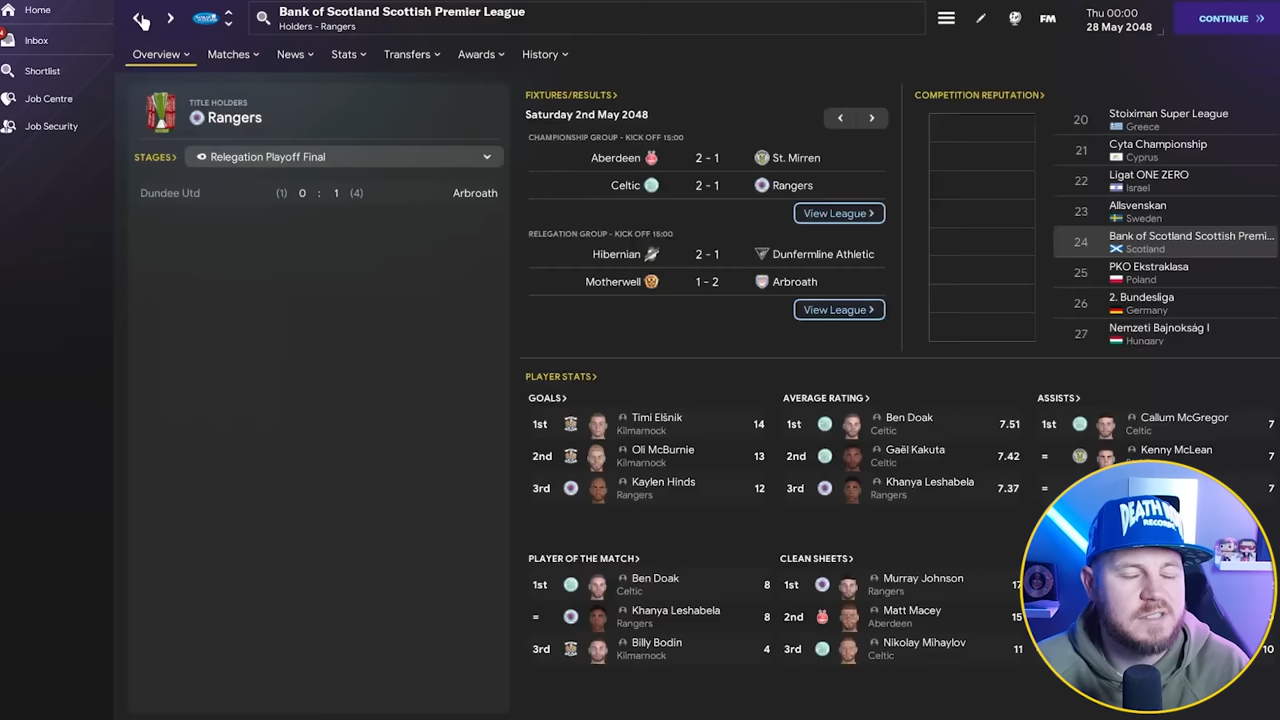 Home
4
Inbox
Shortlist
Job Centre
Job Security
Bank of Scotland Scottish Premier League
Holders - Rangers
FM
Thu 00:00
28 May 2048
CONTINUE
Overview
Matches
News
Stats
Transfers
Awards
History
TITLE HOLDERS
Rangers
STAGES
Relegation Playoff Final
Dundee Utd (1) 0 : 1 (4) Arbroath
FIXTURES/RESULTS
Saturday 2nd May 2048
CHAMPIONSHIP GROUP - KICK OFF 15:00
Aberdeen 2 - 1 St. Mirren
Celtic 2 - 1 Rangers
View League
RELEGATION GROUP - KICK OFF 15:00
Hibernian 2 - 1 Dunfermline Athletic
Motherwell 1 - 2 Arbroath
View League
COMPETITION REPUTATION
20 Stoiximan Super League
Greece
21 Cyta Championship
Cyprus
22 Ligat ONE ZERO
Israel
23 Allsvenskan
Sweden
24 Bank of Scotland Scottish Premi...
Scotland
25 PKO Ekstraklasa
Poland
26 2. Bundesliga
Germany
27 Nemzeti Bajnokság I
Hungary
PLAYER STATS
GOALS
1st Timi Elšnik 14
Kilmarnock
2nd Oli McBurnie 13
Kilmarnock
3rd Kaylen Hinds 12
Rangers
AVERAGE RATING
1st Ben Doak 7.51
Celtic
2nd Gaël Kakuta 7.42
Celtic
3rd Khanya Leshabela 7.37
Rangers
ASSISTS
1st Callum McGregor 7
Celtic
= Kenny McLean 7
= 7
PLAYER OF THE MATCH
1st Ben Doak 8
Celtic
= Khanya Leshabela 8
Rangers
3rd Billy Bodin 4
Kilmarnock
CLEAN SHEETS
1st Murray Johnson 17
Rangers
2nd Matt Macey 15
Aberdeen
3rd Nikolay Mihaylov 11
Celtic
10
DEATH
RECORDS